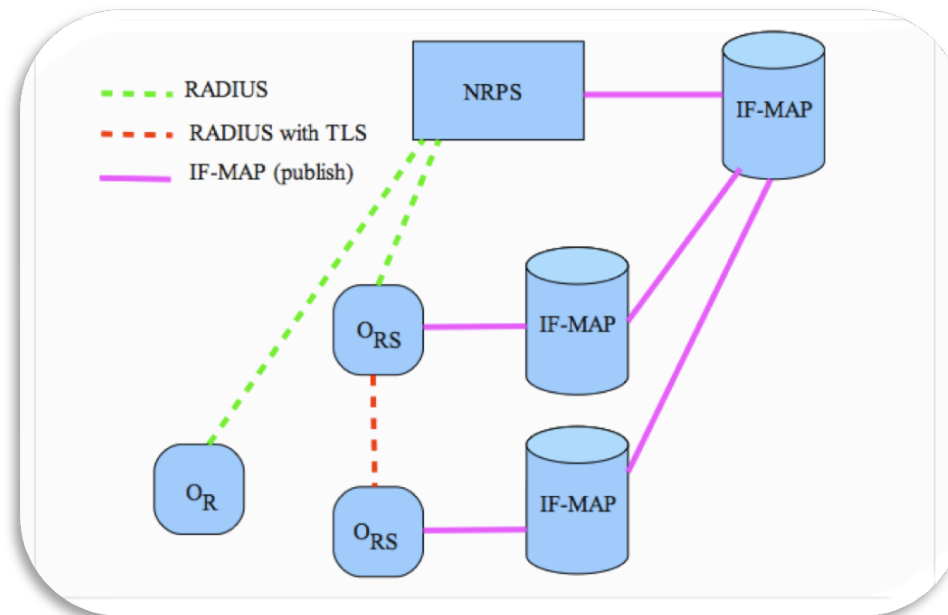 RADIUS
RADIUS with TLS
IF-MAP (publish)
NRPS
IF-MAP
ORS
IF-MAP
OR
ORS
IF-MAP